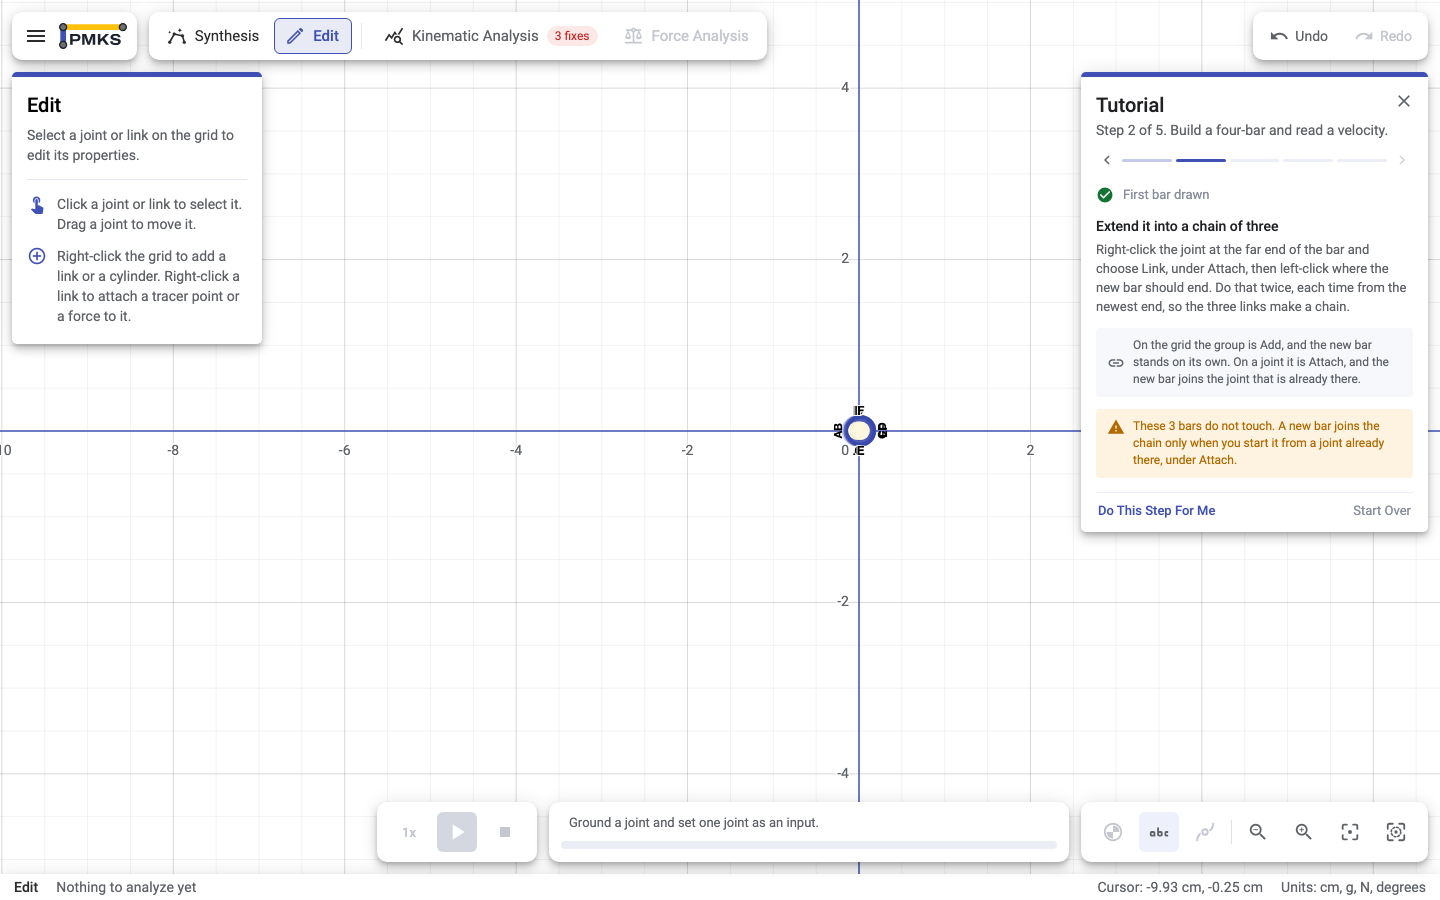 PMKS
Synthesis
Edit
Kinematic Analysis
3 fixes
Force Analysis
Undo
Redo
Edit
Select a joint or link on the grid to
edit its properties.
Click a joint or link to select it.
Drag a joint to move it.
Right-click the grid to add a
link or a cylinder. Right-click a
link to attach a tracer point or
a force to it.
Tutorial
Step 2 of 5. Build a four-bar and read a velocity.
First bar drawn
Extend it into a chain of three
Right-click the joint at the far end of the bar and
choose Link, under Attach, then left-click where the
new bar should end. Do that twice, each time from the
newest end, so the three links make a chain.
On the grid the group is Add, and the new bar
stands on its own. On a joint it is Attach, and the
new bar joins the joint that is already there.
These 3 bars do not touch. A new bar joins the
chain only when you start it from a joint already
there, under Attach.
Do This Step For Me
Start Over
4
2
AB
10
-8
-6
-4
-2
0
2
-2
-4
1x
Ground a joint and set one joint as an input.
abc
Edit
Nothing to analyze yet
Cursor: -9.93 cm, -0.25 cm
Units: cm, g, N, degrees